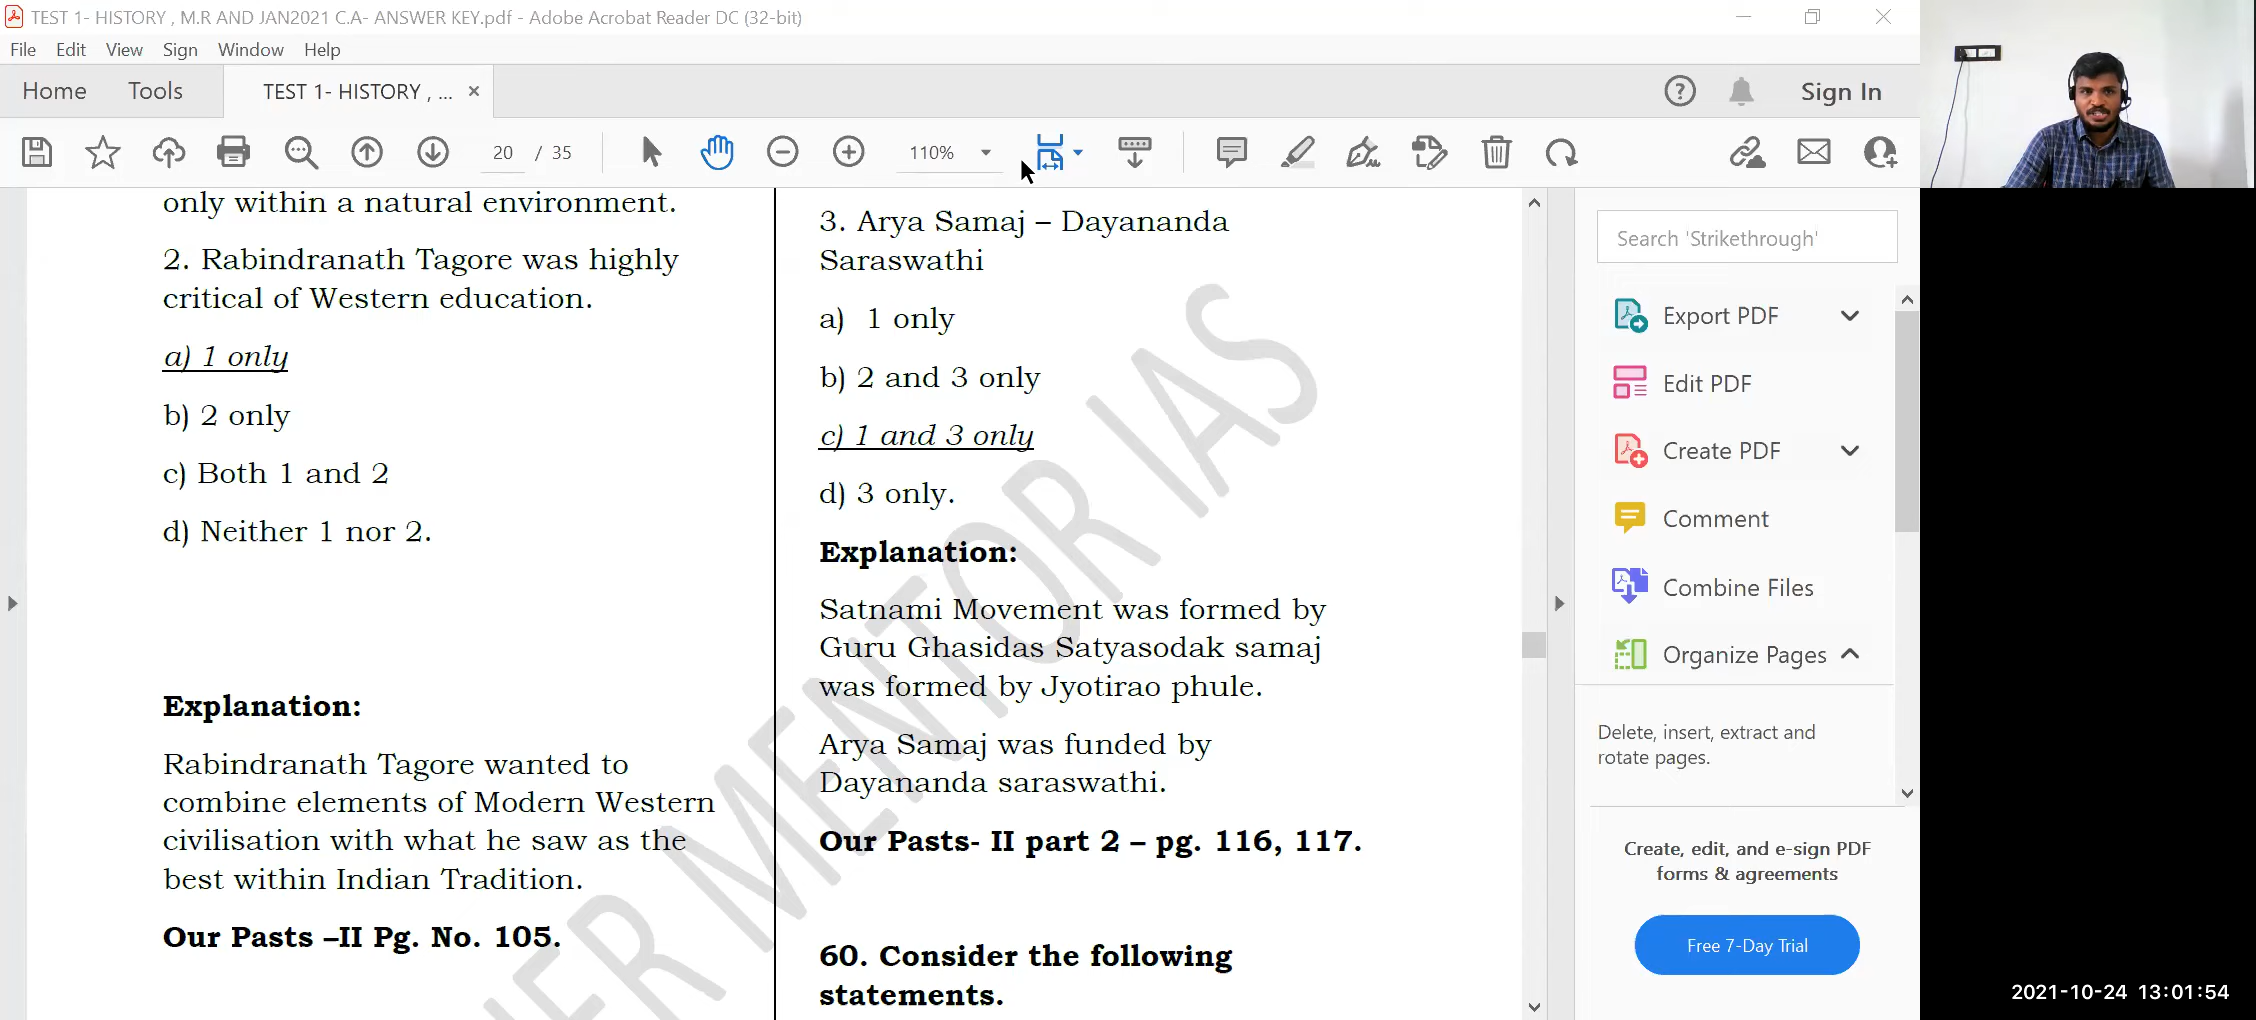 TEST 1- HISTORY , M.R AND JAN2021 C.A- ANSWER KEY.pdf - Adobe Acrobat Reader DC (32-bit)
File Edit View Sign Window Help
Home Tools TEST 1- HISTORY , ... × Sign In
20 / 35 110%
only within a natural environment.
2. Rabindranath Tagore was highly
critical of Western education.
a) 1 only
b) 2 only
c) Both 1 and 2
d) Neither 1 nor 2.
Explanation:
Rabindranath Tagore wanted to
combine elements of Modern Western
civilisation with what he saw as the
best within Indian Tradition.
Our Pasts –II Pg. No. 105.
3. Arya Samaj – Dayananda
Saraswathi
a) 1 only
b) 2 and 3 only
c) 1 and 3 only
d) 3 only.
Explanation:
Satnami Movement was formed by
Guru Ghasidas Satyasodak samaj
was formed by Jyotirao phule.
Arya Samaj was funded by
Dayananda saraswathi.
Our Pasts- II part 2 – pg. 116, 117.
60. Consider the following
statements.
ER MENTOR IAS
Search 'Strikethrough'
Export PDF
Edit PDF
Create PDF
Comment
Combine Files
Organize Pages
Delete, insert, extract and
rotate pages.
Create, edit, and e-sign PDF
forms & agreements
Free 7-Day Trial
2021-10-24 13:01:54